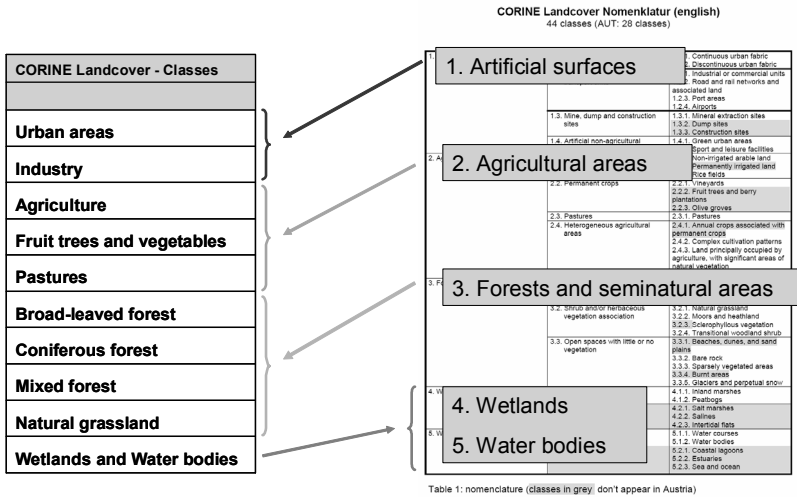 CORINE Landcover Nomenklatur (english)
44 classes (AUT: 28 classes)
CORINE Landcover - Classes
Urban areas
Industry
Agriculture
Fruit trees and vegetables
Pastures
Broad-leaved forest
Coniferous forest
Mixed forest
Natural grassland
Wetlands and Water bodies
1.
1. Artificial surfaces
1. Continuous urban fabric
2. Discontinuous urban fabric
1. Industrial or commercial units
2. Road and rail networks and
associated land
1.2.3. Port areas
1.2.4. Airports
1.3. Mine, dump and construction
sites
1.3.1. Mineral extraction sites
1.3.2. Dump sites
1.3.3. Construction sites
1.4. Artificial non-agricultural
1.4.1. Green urban areas
Sport and leisure facilities
2. Ag
2. Agricultural areas
Non-irrigated arable land
Permanently irrigated land
Rice fields
2.2. Permanent crops
2.2.1. Vineyards
2.2.2. Fruit trees and berry
plantations
2.2.3. Olive groves
2.3. Pastures
2.3.1. Pastures
2.4. Heterogeneous agricultural
areas
2.4.1. Annual crops associated with
permanent crops
2.4.2. Complex cultivation patterns
2.4.3. Land principally occupied by
agriculture, with significant areas of
natural vegetation
3. Fo
3. Forests and seminatural areas
3.2. Shrub and/or herbaceous
vegetation association
3.2.1. Natural grassland
3.2.2. Moors and heathland
3.2.3. Sclerophyllous vegetation
3.2.4. Transitional woodland shrub
3.3. Open spaces with little or no
vegetation
3.3.1. Beaches, dunes, and sand
plains
3.3.2. Bare rock
3.3.3. Sparsely vegetated areas
3.3.4. Burnt areas
3.3.5. Glaciers and perpetual snow
4. W
4. Wetlands
4.1.1. Inland marshes
4.1.2. Peatbogs
4.2.1. Salt marshes
4.2.2. Salines
4.2.3. Intertidal flats
5. W
5. Water bodies
5.1.1. Water courses
5.1.2. Water bodies
5.2.1. Coastal lagoons
5.2.2. Estuaries
5.2.3. Sea and ocean
Table 1: nomenclature (classes in grey don't appear in Austria)